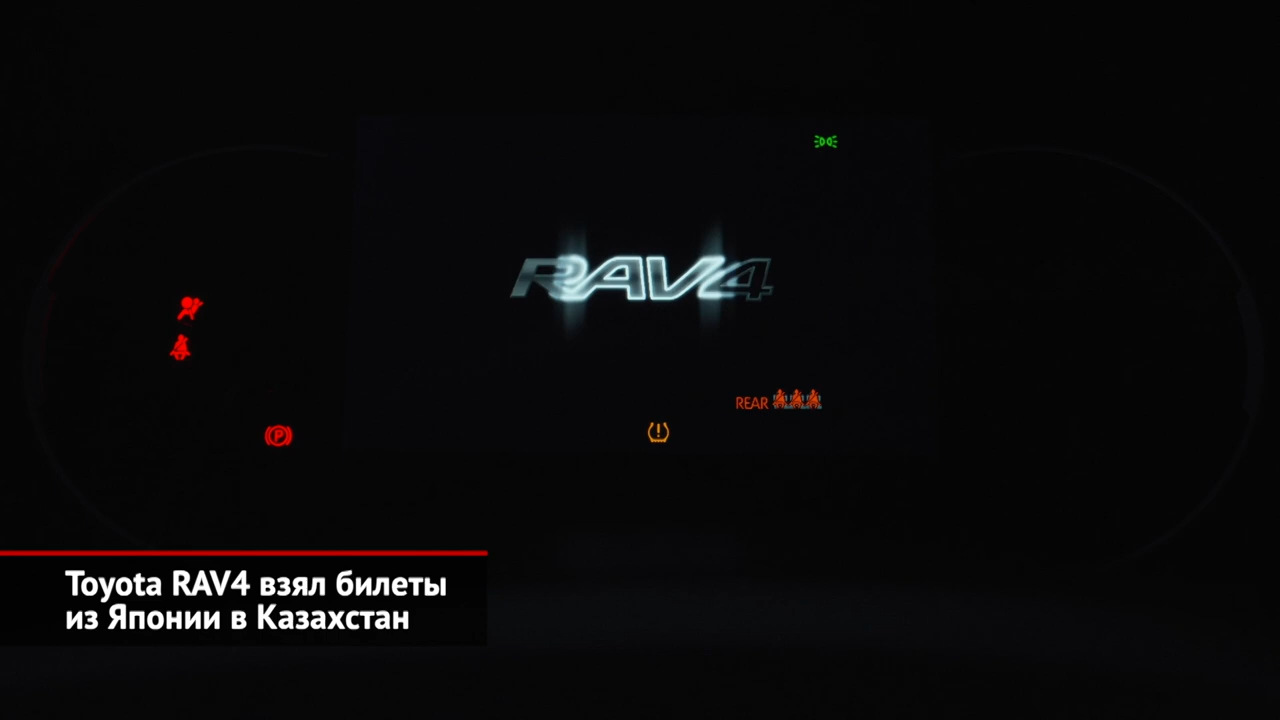 RAV4
REAR
P
Toyota RAV4 взял билеты
из Японии в Казахстан